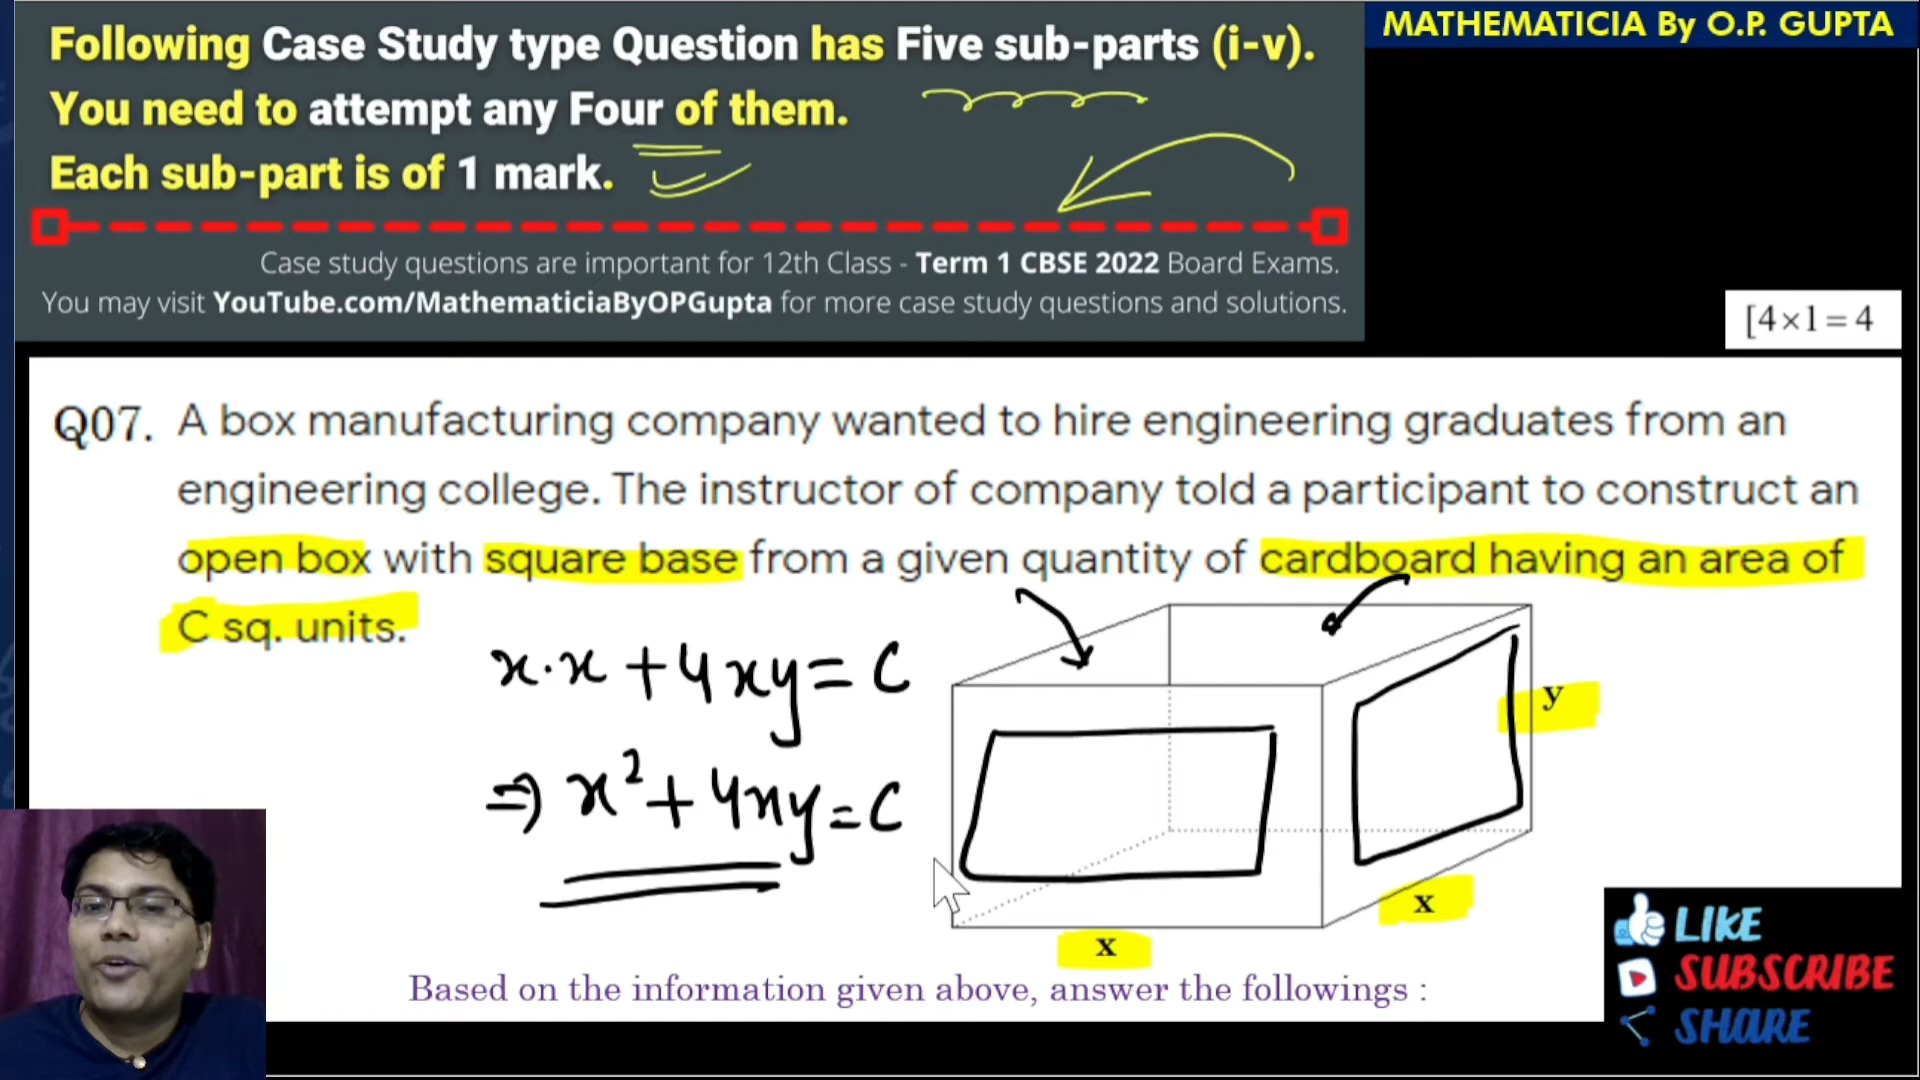 MATHEMATICIA By O.P. GUPTA
Following Case Study type Question has Five sub-parts (i-v).
You need to attempt any Four of them.
Each sub-part is of 1 mark.
Case study questions are important for 12th Class - Term 1 CBSE 2022 Board Exams.
You may visit YouTube.com/MathematiciaByOPGupta for more case study questions and solutions.
[4×1=4
Q07. A box manufacturing company wanted to hire engineering graduates from an
engineering college. The instructor of company told a participant to construct an
open box with square base from a given quantity of cardboard having an area of
C sq. units.
x·x + 4xy = C
⇒ x² + 4xy = C
y
x
x
Based on the information given above, answer the followings :
LIKE
SUBSCRIBE
SHARE